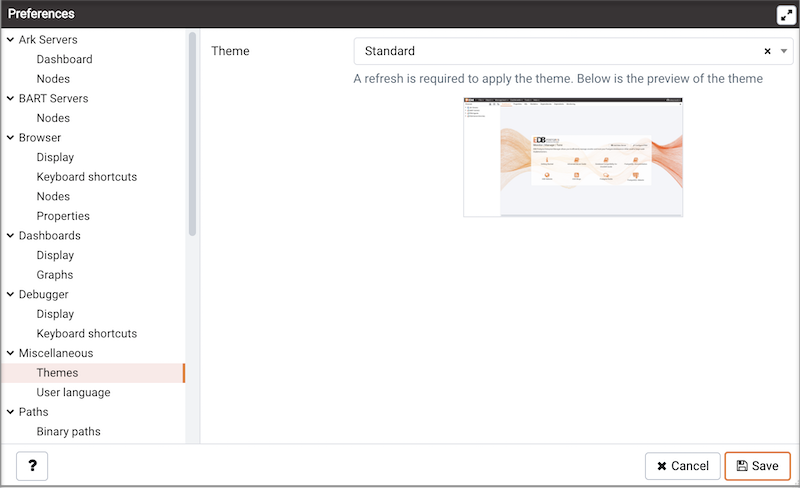 Preferences
Ark Servers
Dashboard
Nodes
BART Servers
Nodes
Browser
Display
Keyboard shortcuts
Nodes
Properties
Dashboards
Display
Graphs
Debugger
Display
Keyboard shortcuts
Miscellaneous
Themes
User language
Paths
Binary paths
Theme
Standard
A refresh is required to apply the theme. Below is the preview of the theme
EDB
?
Cancel
Save